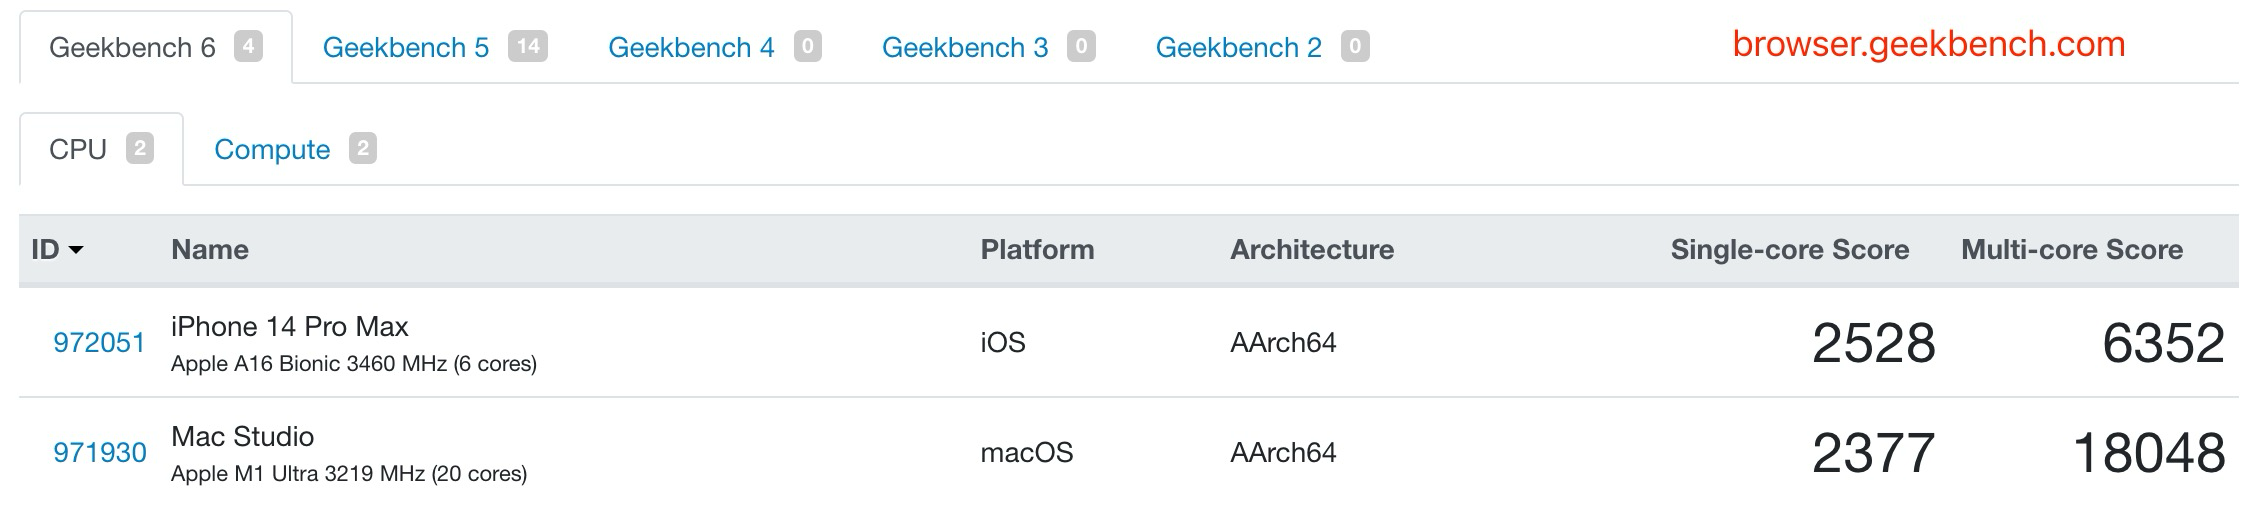 Geekbench 6 4 Geekbench 5 14 Geekbench 4 0 Geekbench 3 0 Geekbench 2 0 browser.geekbench.com
CPU 2 Compute 2
ID Name Platform Architecture Single-core Score Multi-core Score
972051 iPhone 14 Pro Max iOS AArch64 2528 6352
Apple A16 Bionic 3460 MHz (6 cores)
971930 Mac Studio macOS AArch64 2377 18048
Apple M1 Ultra 3219 MHz (20 cores)